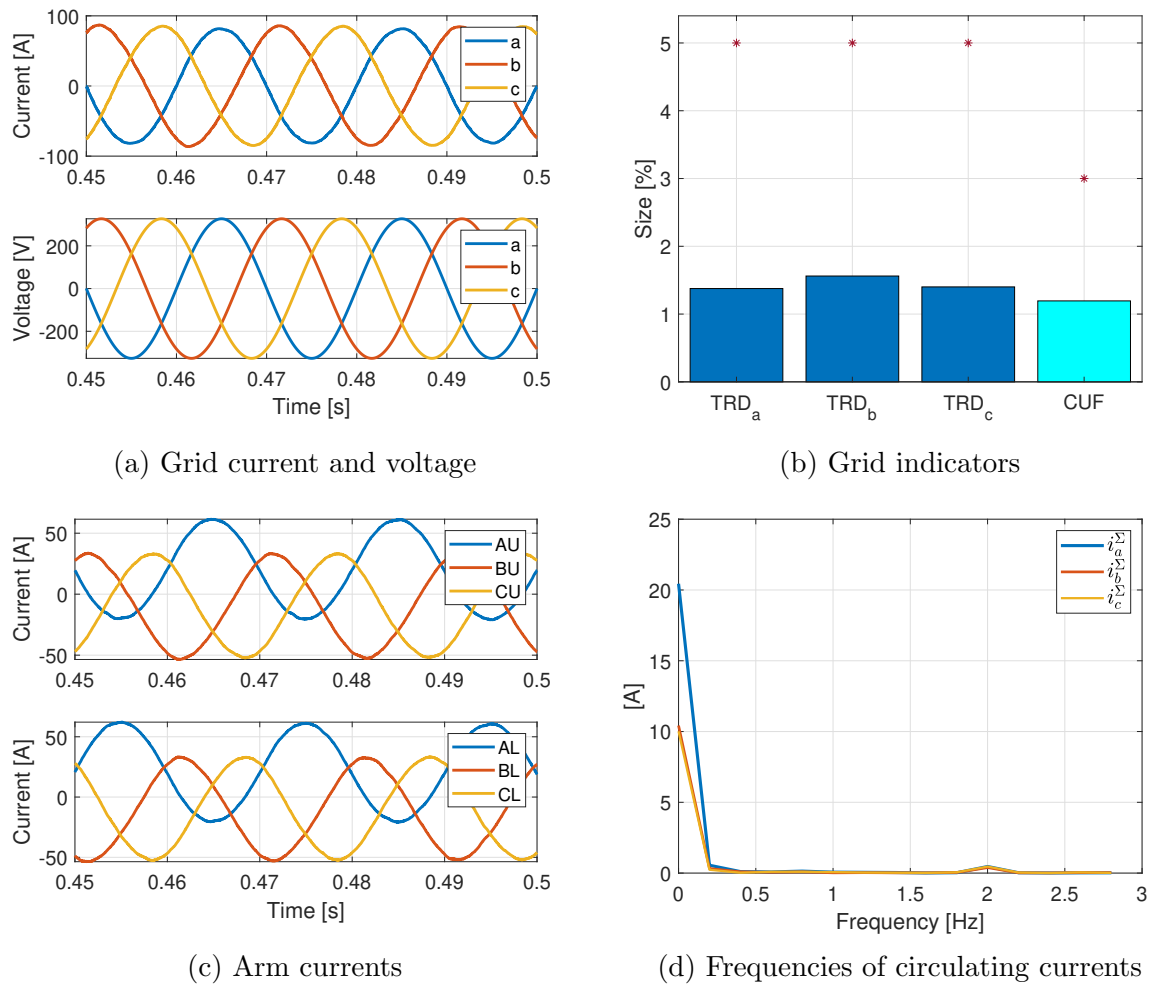 Current [A]
100
0
-100
0.45 0.46 0.47 0.48 0.49 0.5
a
b
c
Voltage [V]
200
0
-200
0.45 0.46 0.47 0.48 0.49 0.5
Time [s]
a
b
c
(a) Grid current and voltage
Size [%]
5
4
3
2
1
0
TRD_a TRD_b TRD_c CUF
(b) Grid indicators
Current [A]
50
0
-50
0.45 0.46 0.47 0.48 0.49 0.5
AU
BU
CU
Current [A]
50
0
-50
0.45 0.46 0.47 0.48 0.49 0.5
Time [s]
AL
BL
CL
(c) Arm currents
[A]
25
20
15
10
5
0
0 0.5 1 1.5 2 2.5 3
Frequency [Hz]
i_a^Σ
i_b^Σ
i_c^Σ
(d) Frequencies of circulating currents